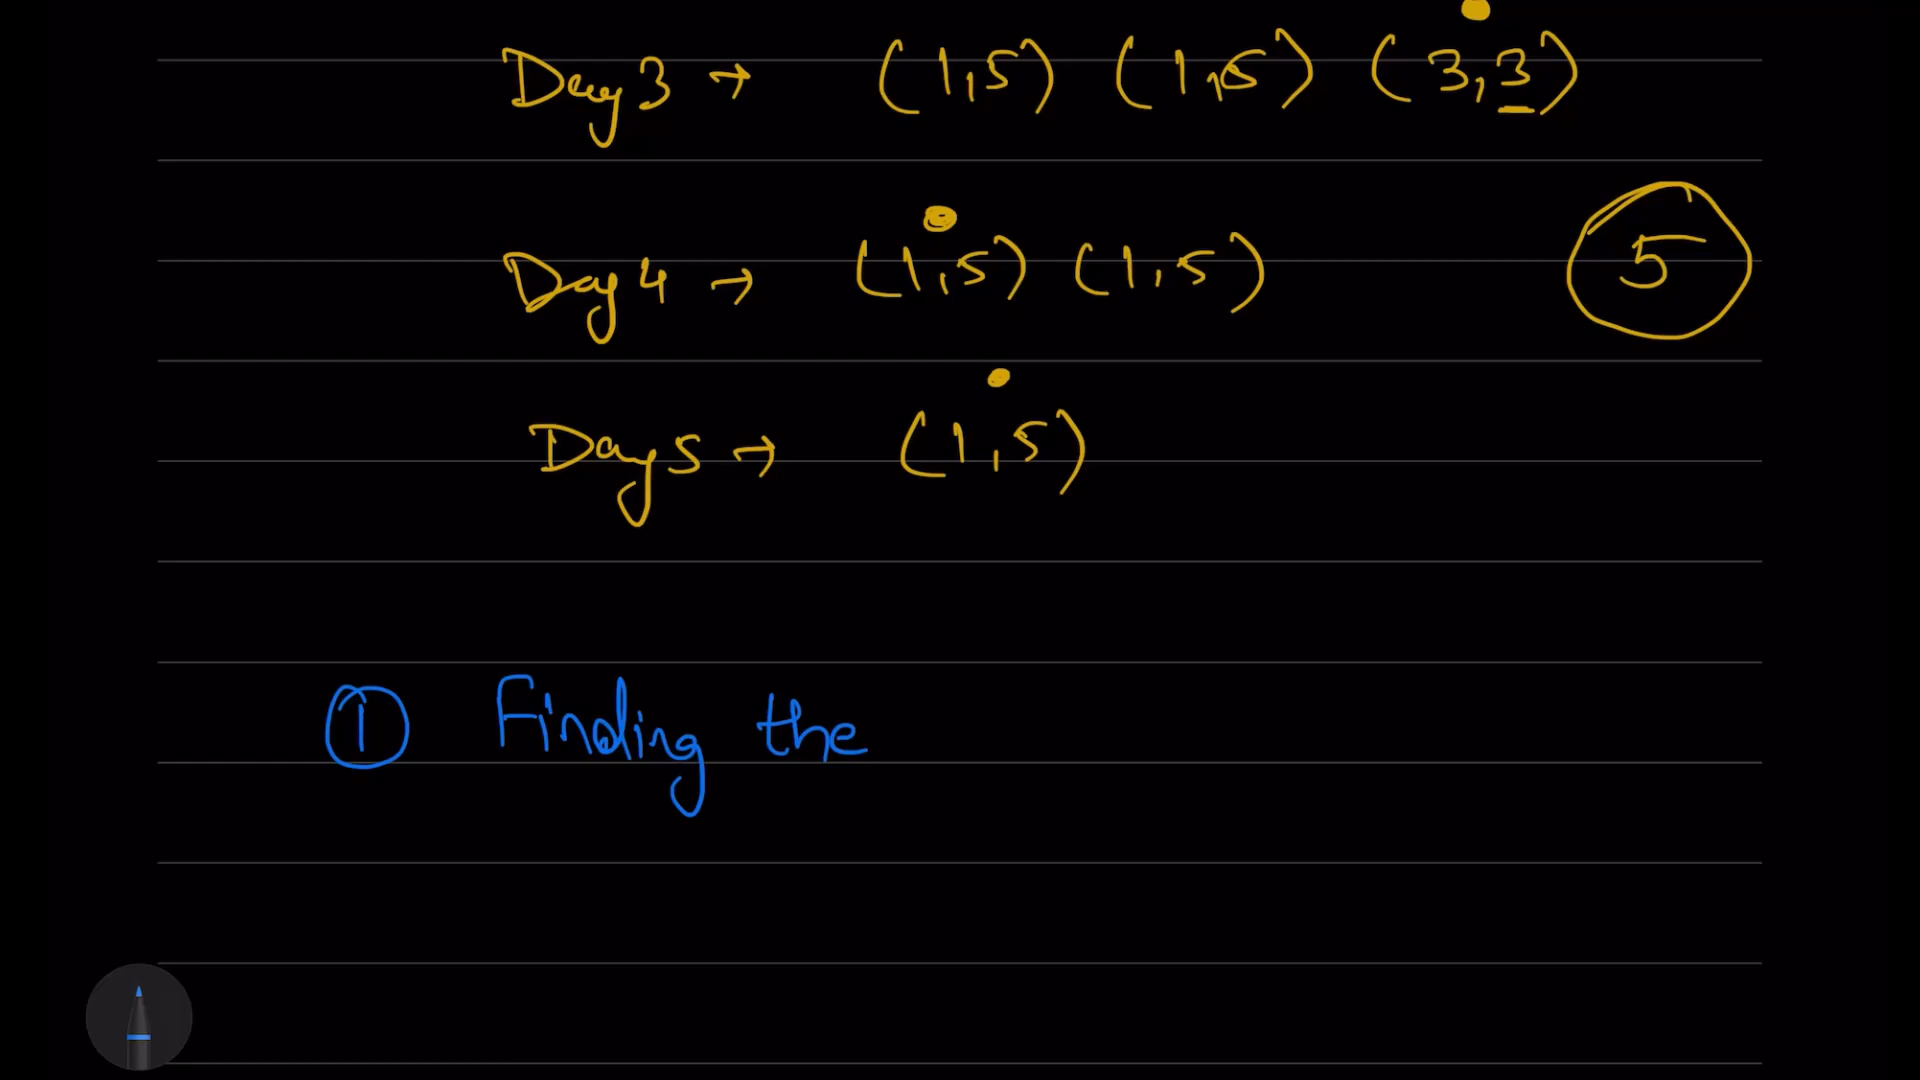 Day 3 → (1,5) (1,5) (3,3)
Day 4 → (1,5) (1,5) 5
Day 5 → (1,5)
① Finding the